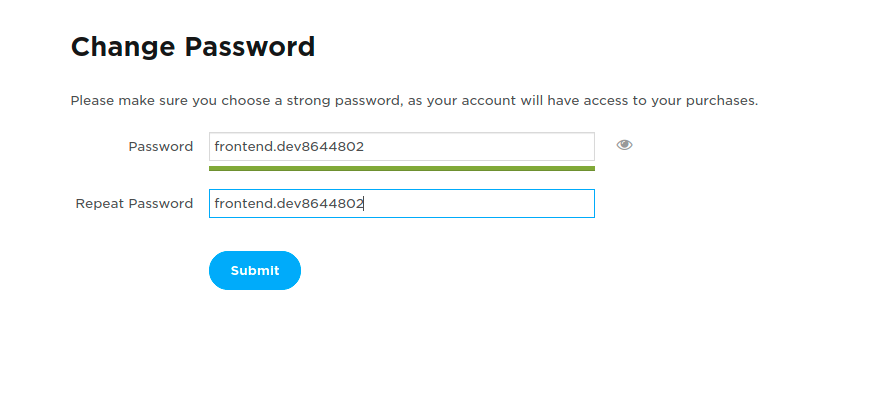 Change Password
Please make sure you choose a strong password, as your account will have access to your purchases.
Password frontend.dev8644802
Repeat Password frontend.dev8644802
Submit